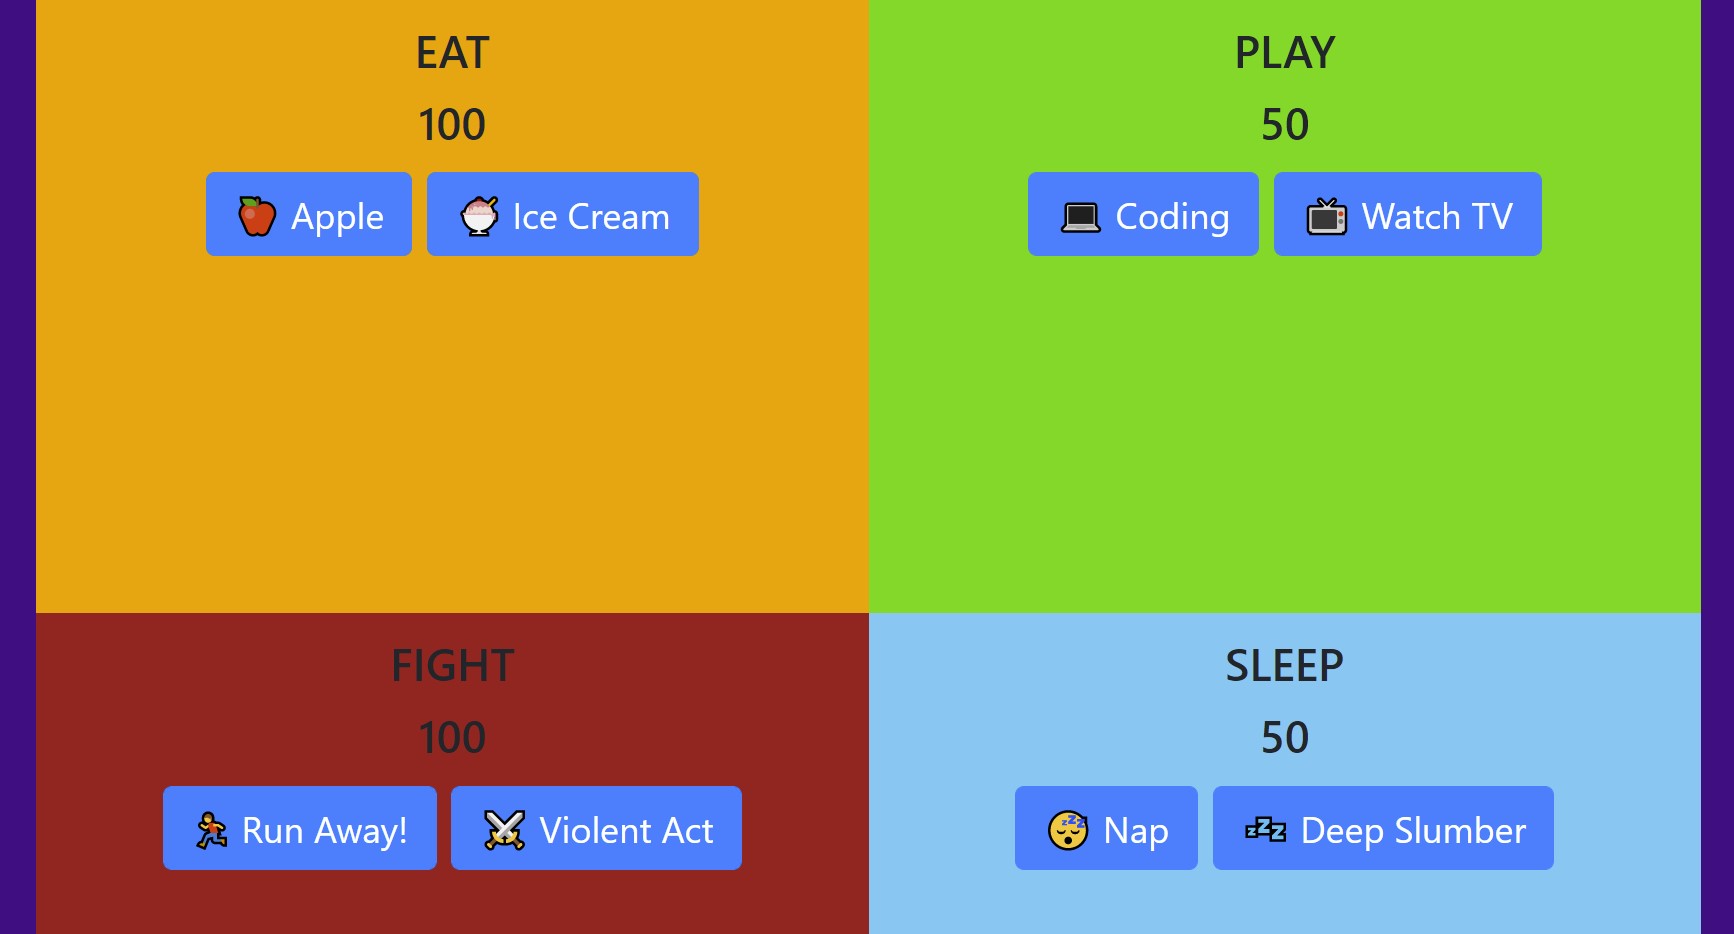 EAT
100
Apple
Ice Cream
PLAY
50
Coding
Watch TV
FIGHT
100
Run Away!
Violent Act
SLEEP
50
Nap
Deep Slumber